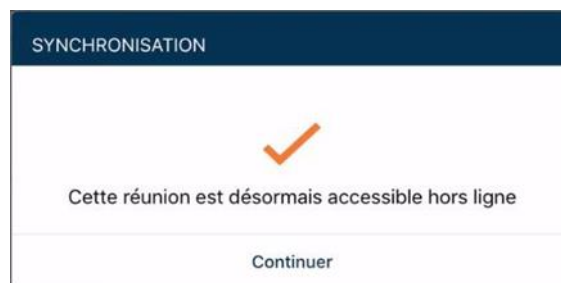 SYNCHRONISATION
Cette réunion est désormais accessible hors ligne
Continuer